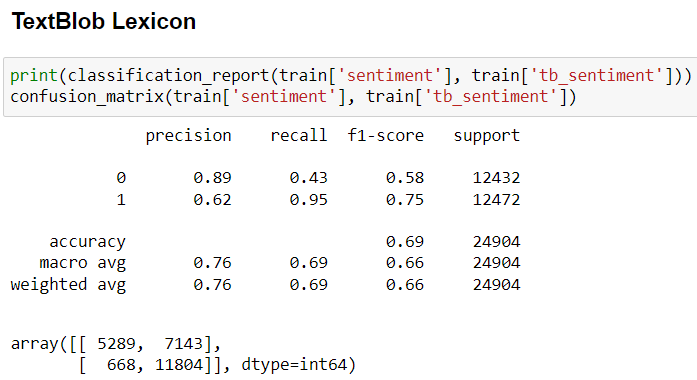 TextBlob Lexicon
print(classification_report(train['sentiment'], train['tb_sentiment']))
confusion_matrix(train['sentiment'], train['tb_sentiment'])
precision recall f1-score support
0 0.89 0.43 0.58 12432
1 0.62 0.95 0.75 12472
accuracy 0.69 24904
macro avg 0.76 0.69 0.66 24904
weighted avg 0.76 0.69 0.66 24904
array([[ 5289, 7143],
[ 668, 11804]], dtype=int64)